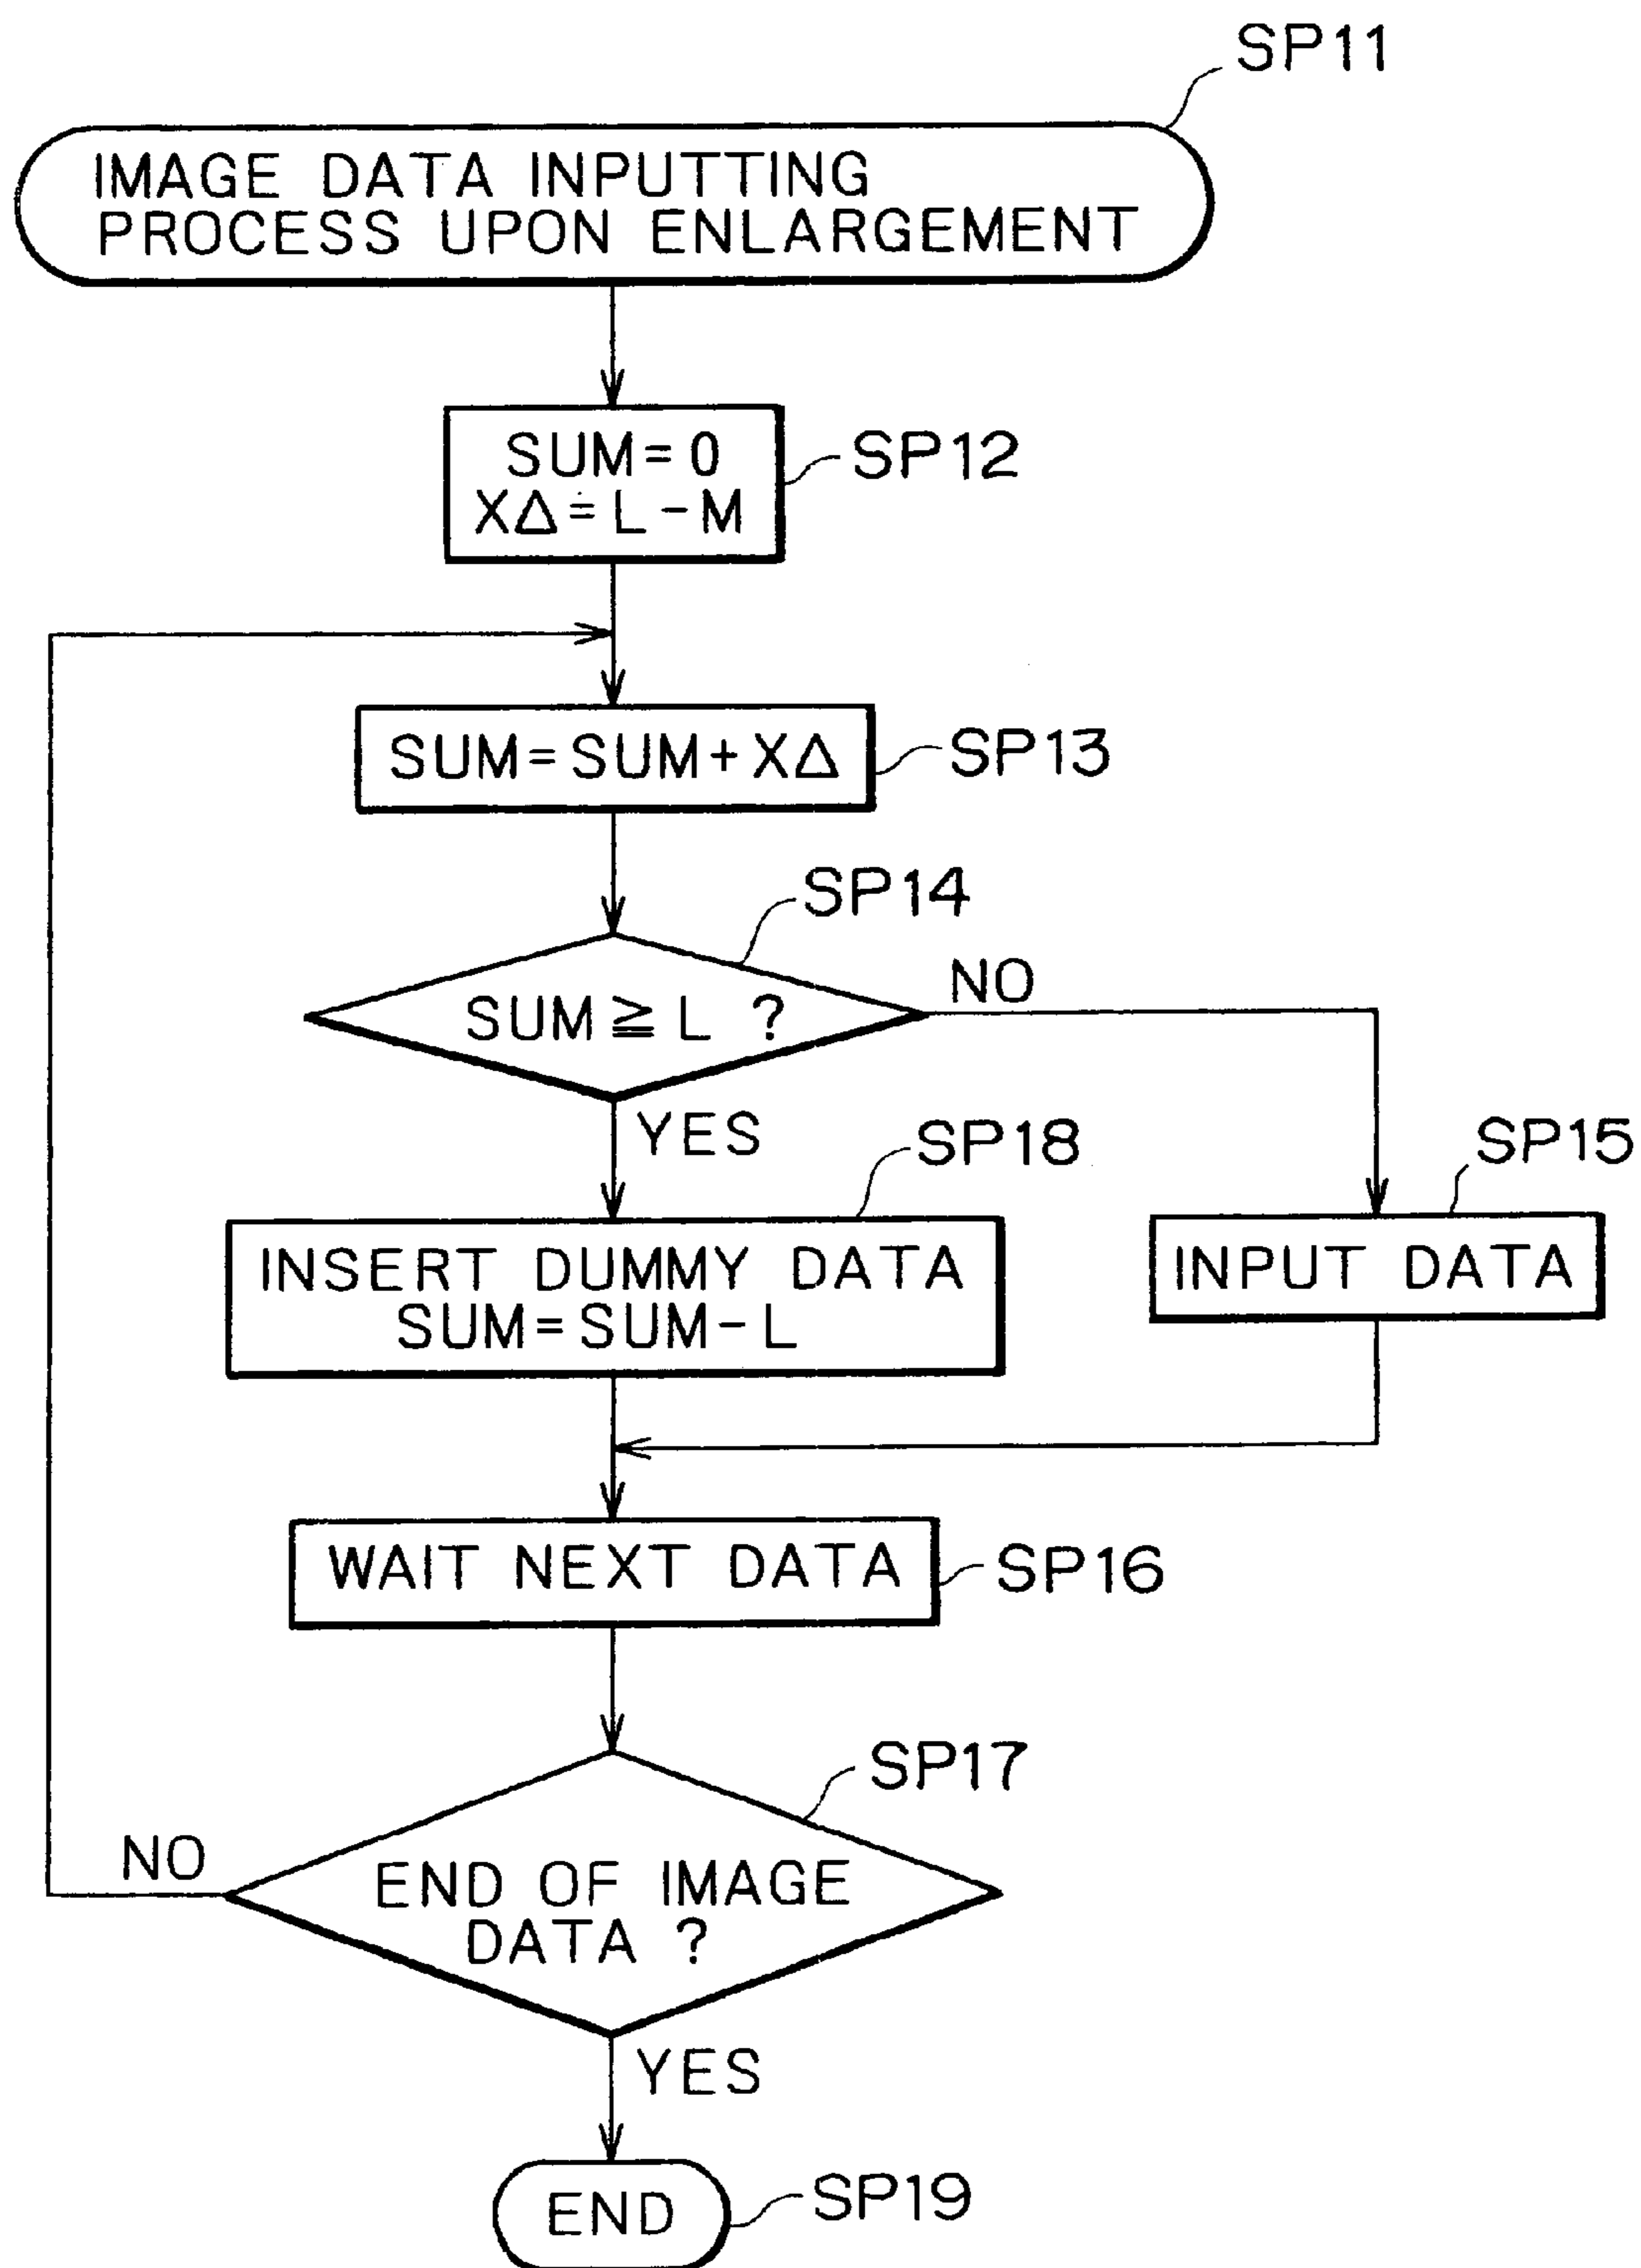 SP11
IMAGE DATA INPUTTING
PROCESS UPON ENLARGEMENT
SUM=0
XΔ=L-M
SP12
SUM=SUM+XΔ
SP13
SP14
SUM≧L ?
NO
YES
SP18
SP15
INSERT DUMMY DATA
SUM=SUM-L
INPUT DATA
WAIT NEXT DATA
SP16
SP17
NO
END OF IMAGE
DATA ?
YES
END
SP19